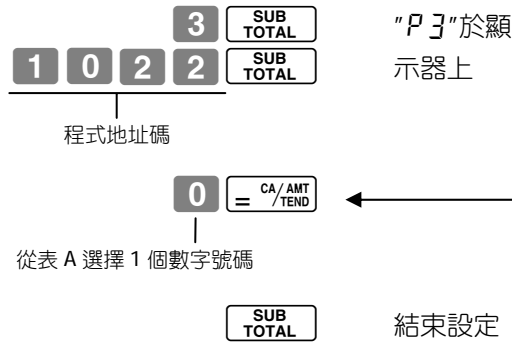 3 SUB TOTAL "P 3"於顯
1 0 2 2 SUB TOTAL 示器上
程式地址碼
0 = CA/AMT TEND
從表 A 選擇 1 個數字號碼
SUB TOTAL 結束設定